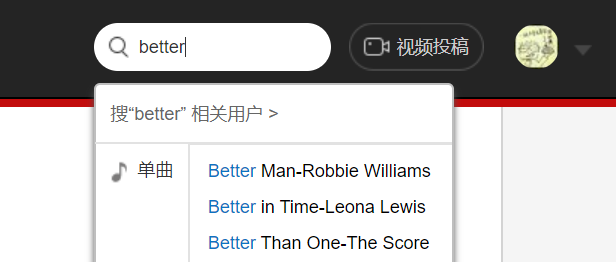 better
视频投稿
搜“better” 相关用户 >
单曲
Better Man-Robbie Williams
Better in Time-Leona Lewis
Better Than One-The Score